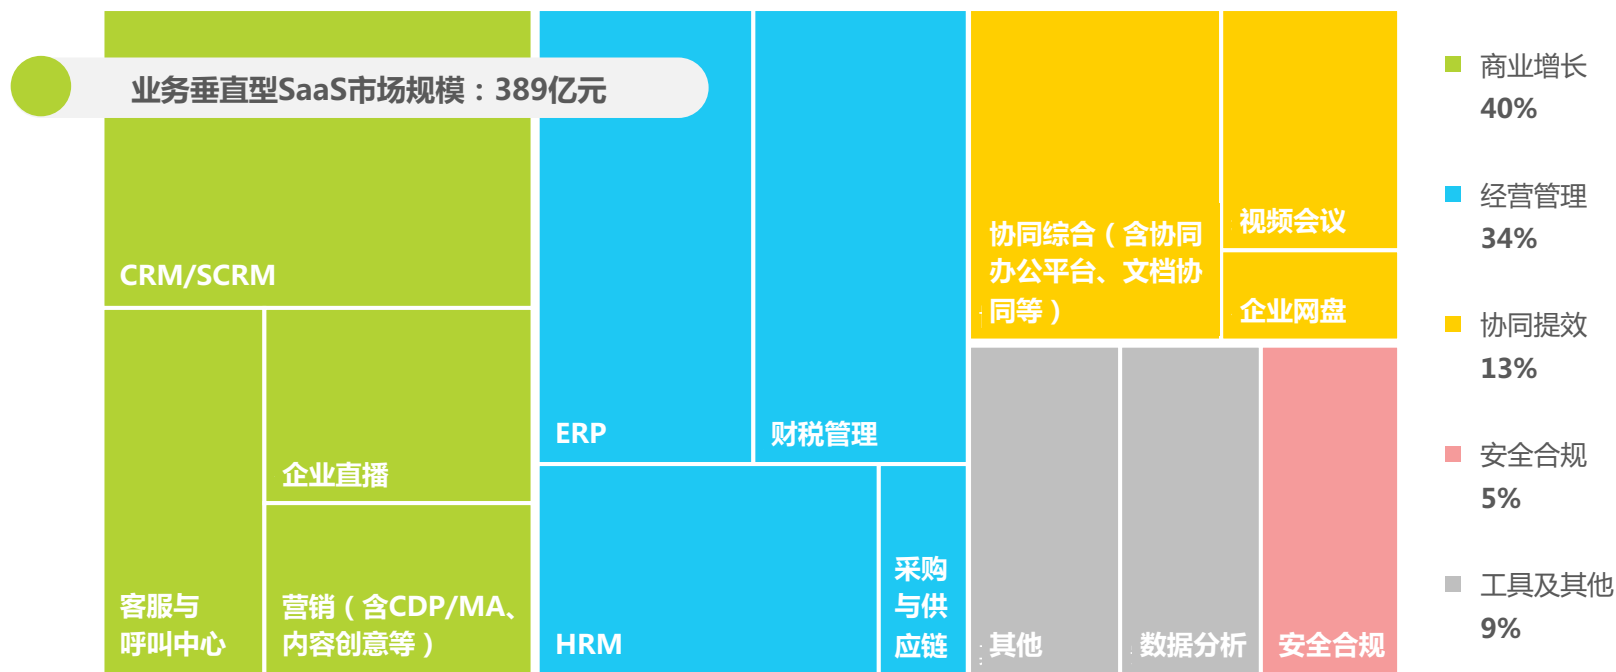 业务垂直型SaaS市场规模：389亿元
CRM/SCRM
客服与
呼叫中心
企业直播
营销（含CDP/MA、
内容创意等）
ERP
财税管理
HRM
采购
与供
应链
协同综合（含协同
办公平台、文档协
同等）
视频会议
企业网盘
其他
数据分析
安全合规
商业增长
40%
经营管理
34%
协同提效
13%
安全合规
5%
工具及其他
9%